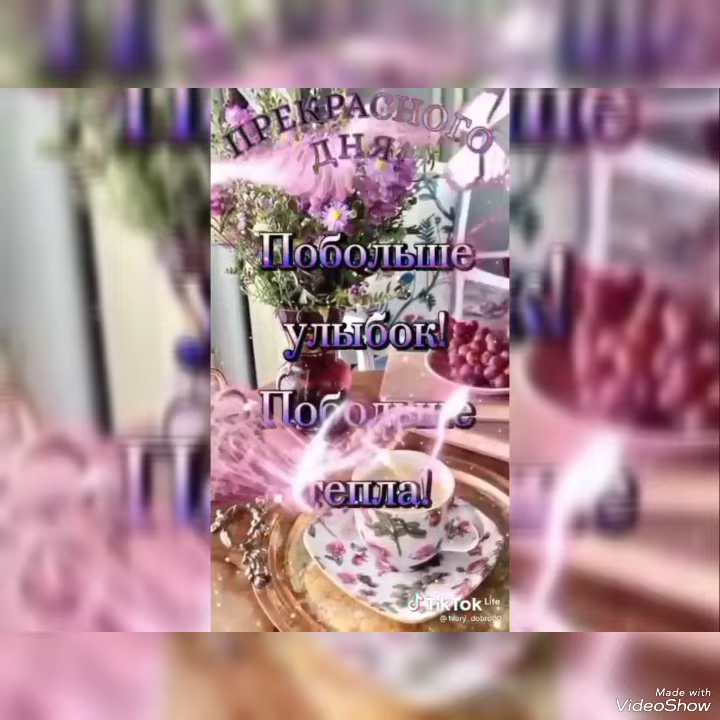 ПРЕКРАСНОГО
ДНЯ!
Побольше
улыбок!
Побольше
тепла!
TikTok Lite
Made with
VideoShow